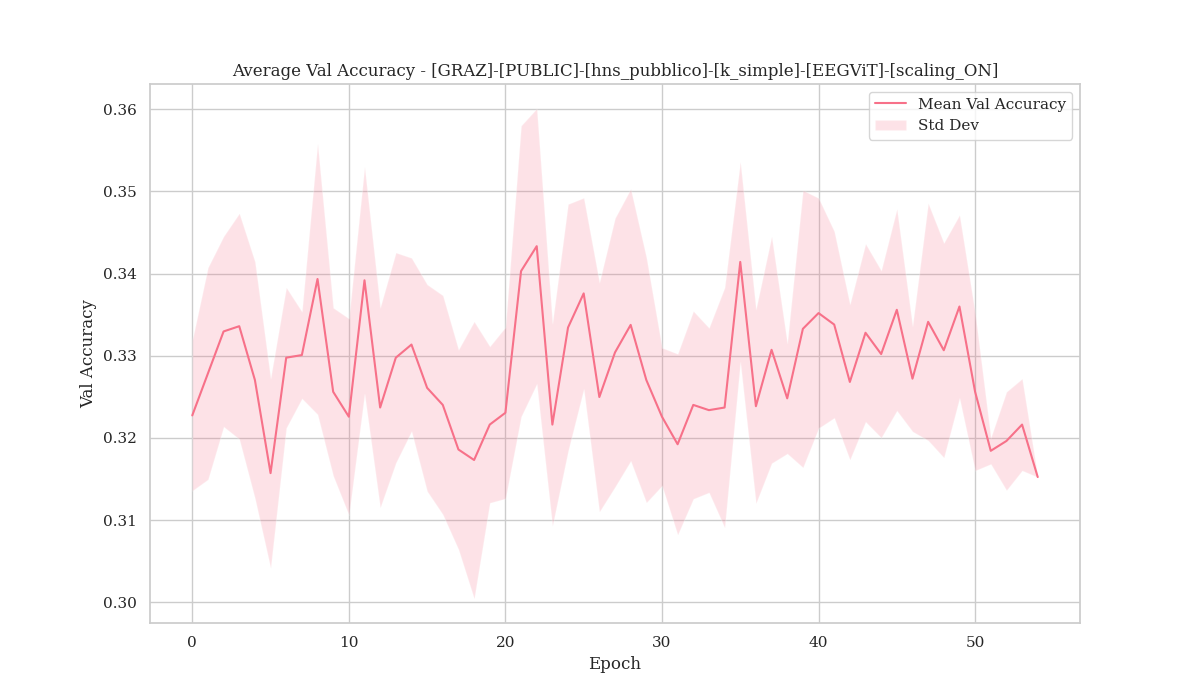 Average Val Accuracy - [GRAZ]-[PUBLIC]-[hns_pubblico]-[k_simple]-[EEGViT]-[scaling_ON]
Mean Val Accuracy
Std Dev
0.36
0.35
0.34
0.33
0.32
0.31
0.30
Val Accuracy
0 10 20 30 40 50
Epoch